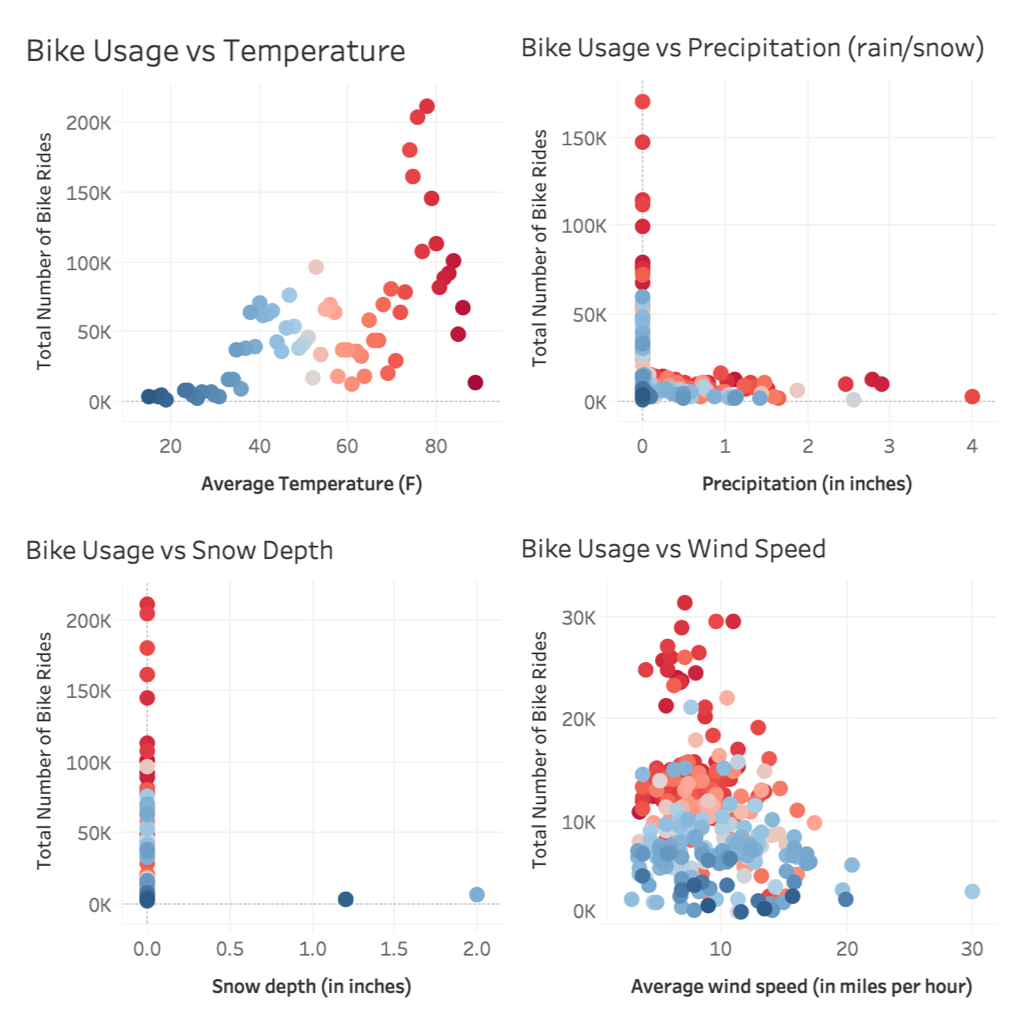 Bike Usage vs Temperature
Total Number of Bike Rides
200K
150K
100K
50K
0K
20 40 60 80
Average Temperature (F)
Bike Usage vs Precipitation (rain/snow)
Total Number of Bike Rides
150K
100K
50K
0K
0 1 2 3 4
Precipitation (in inches)
Bike Usage vs Snow Depth
Total Number of Bike Rides
200K
150K
100K
50K
0K
0.0 0.5 1.0 1.5 2.0
Snow depth (in inches)
Bike Usage vs Wind Speed
Total Number of Bike Rides
30K
20K
10K
0K
10 20 30
Average wind speed (in miles per hour)